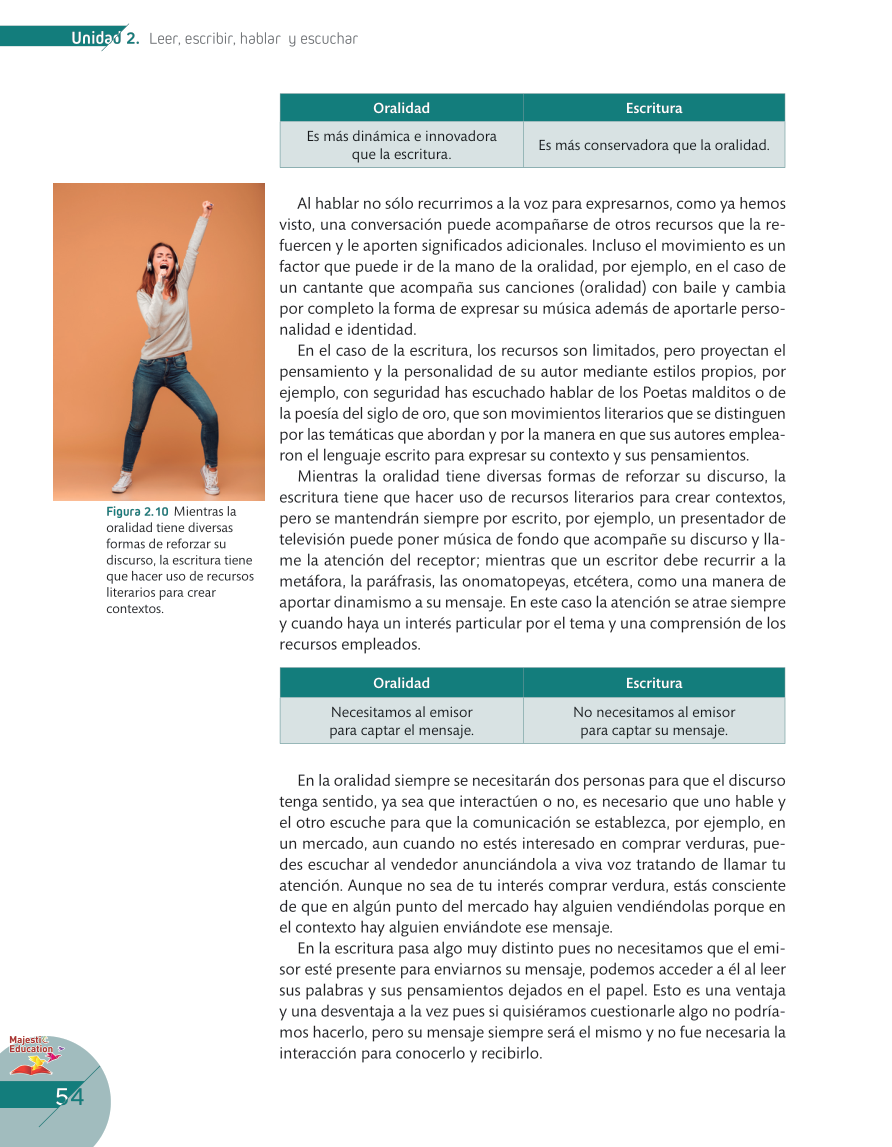 Unidad 2. Leer, escribir, hablar y escuchar
Oralidad Escritura
Es más dinámica e innovadora
que la escritura.
Es más conservadora que la oralidad.
Al hablar no sólo recurrimos a la voz para expresarnos, como ya hemos
visto, una conversación puede acompañarse de otros recursos que la re-
fuercen y le aporten significados adicionales. Incluso el movimiento es un
factor que puede ir de la mano de la oralidad, por ejemplo, en el caso de
un cantante que acompaña sus canciones (oralidad) con baile y cambia
por completo la forma de expresar su música además de aportarle perso-
nalidad e identidad.
En el caso de la escritura, los recursos son limitados, pero proyectan el
pensamiento y la personalidad de su autor mediante estilos propios, por
ejemplo, con seguridad has escuchado hablar de los Poetas malditos o de
la poesía del siglo de oro, que son movimientos literarios que se distinguen
por las temáticas que abordan y por la manera en que sus autores emplea-
ron el lenguaje escrito para expresar su contexto y sus pensamientos.
Mientras la oralidad tiene diversas formas de reforzar su discurso, la
escritura tiene que hacer uso de recursos literarios para crear contextos,
pero se mantendrán siempre por escrito, por ejemplo, un presentador de
televisión puede poner música de fondo que acompañe su discurso y lla-
me la atención del receptor; mientras que un escritor debe recurrir a la
metáfora, la paráfrasis, las onomatopeyas, etcétera, como una manera de
aportar dinamismo a su mensaje. En este caso la atención se atrae siempre
y cuando haya un interés particular por el tema y una comprensión de los
recursos empleados.
Figura 2.10 Mientras la
oralidad tiene diversas
formas de reforzar su
discurso, la escritura tiene
que hacer uso de recursos
literarios para crear
contextos.
Oralidad Escritura
Necesitamos al emisor
para captar el mensaje.
No necesitamos al emisor
para captar su mensaje.
En la oralidad siempre se necesitarán dos personas para que el discurso
tenga sentido, ya sea que interactúen o no, es necesario que uno hable y
el otro escuche para que la comunicación se establezca, por ejemplo, en
un mercado, aun cuando no estés interesado en comprar verduras, pue-
des escuchar al vendedor anunciándola a viva voz tratando de llamar tu
atención. Aunque no sea de tu interés comprar verdura, estás consciente
de que en algún punto del mercado hay alguien vendiéndolas porque en
el contexto hay alguien enviándote ese mensaje.
En la escritura pasa algo muy distinto pues no necesitamos que el emi-
sor esté presente para enviarnos su mensaje, podemos acceder a él al leer
sus palabras y sus pensamientos dejados en el papel. Esto es una ventaja
y una desventaja a la vez pues si quisiéramos cuestionarle algo no podría-
mos hacerlo, pero su mensaje siempre será el mismo y no fue necesaria la
interacción para conocerlo y recibirlo.
Majestic
Education
54